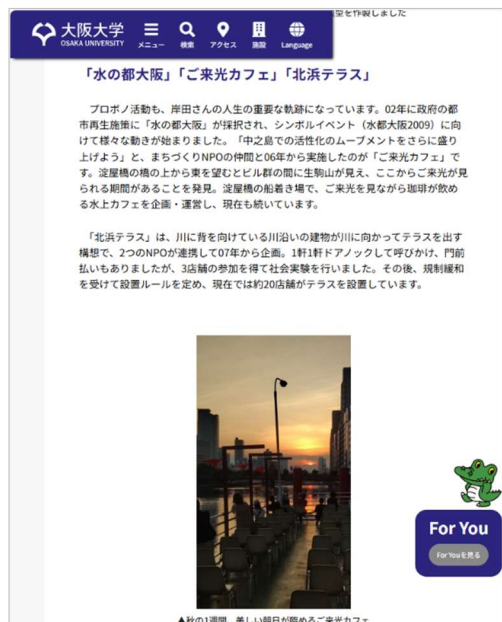 大阪大学
OSAKA UNIVERSITY
メニュー
検索
アクセス
施設
Language
型を作製しました
「水の都大阪」「ご来光カフェ」「北浜テラス」
プロボノ活動も、岸田さんの人生の重要な軌跡になっています。02年に政府の都
市再生施策に「水の都大阪」が採択され、シンボルイベント（水都大阪2009）に向
けて様々な動きが始まりました。「中之島での活性化のムーブメントをさらに盛り
上げよう」と、まちづくりNPOの仲間と06年から実施したのが「ご来光カフェ」で
す。淀屋橋の橋の上から東を望むとビル群の間に生駒山が見え、ここからご来光が見
られる期間があることを発見。淀屋橋の船着き場で、ご来光を見ながら珈琲が飲め
る水上カフェを企画・運営し、現在も続いています。
「北浜テラス」は、川に背を向けている川沿いの建物が川に向かってテラスを出す
構想で、2つのNPOが連携して07年から企画。1軒1軒ドアノックして呼びかけ、門前
払いもありましたが、3店舗の参加を得て社会実験を行いました。その後、規制緩和
を受けて設置ルールを定め、現在では約20店舗がテラスを設置しています。
For You
For Youを見る
▲秋の1週間、美しい朝日が臨めるご来光カフェ